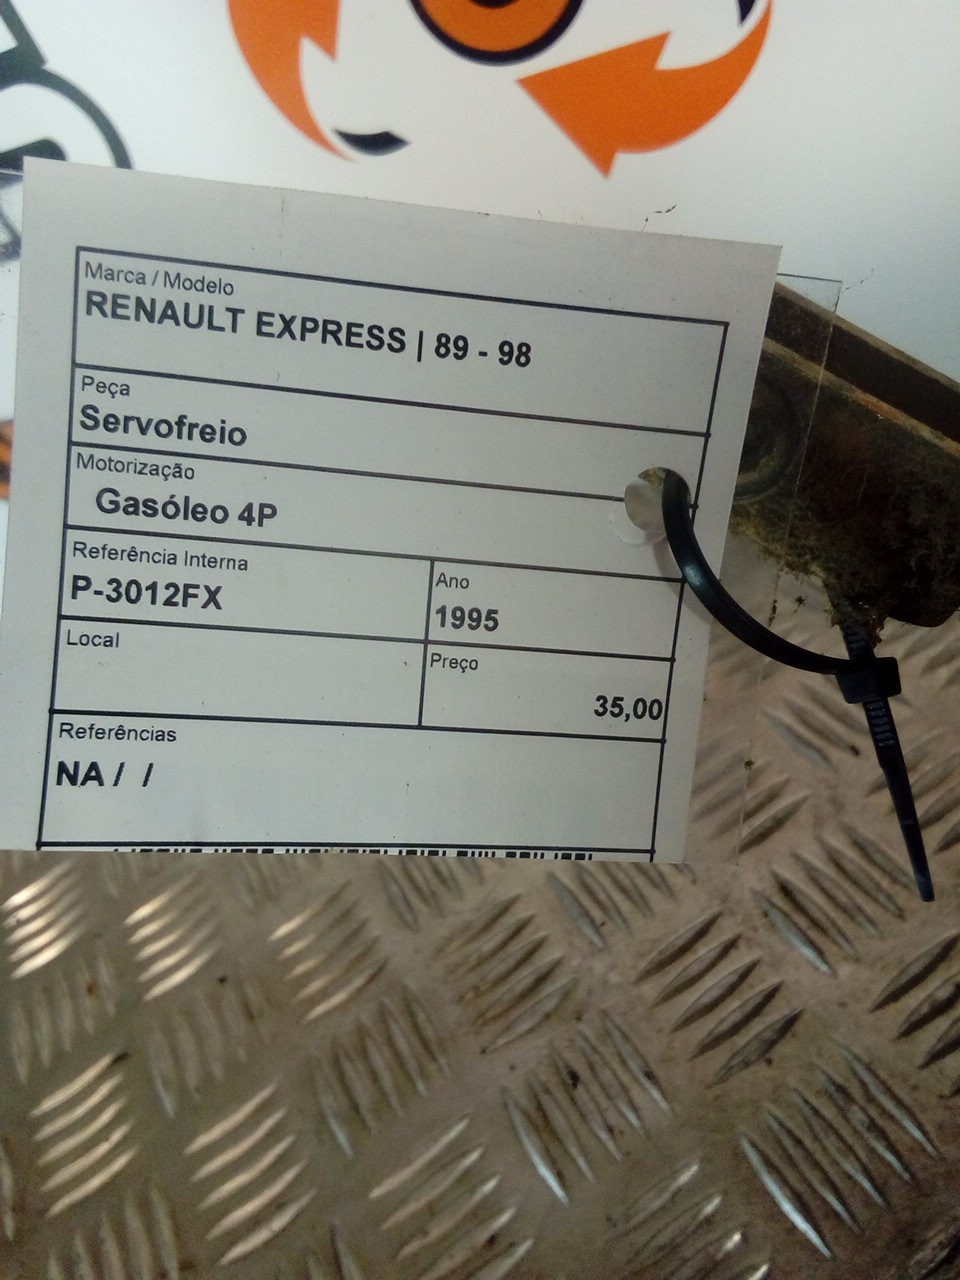 Marca / Modelo
RENAULT EXPRESS | 89 - 98
Peça
Servofreio
Motorização
Gasóleo 4P
Referência Interna
P-3012FX
Ano
1995
Local
Preço
35,00
Referências
NA / /